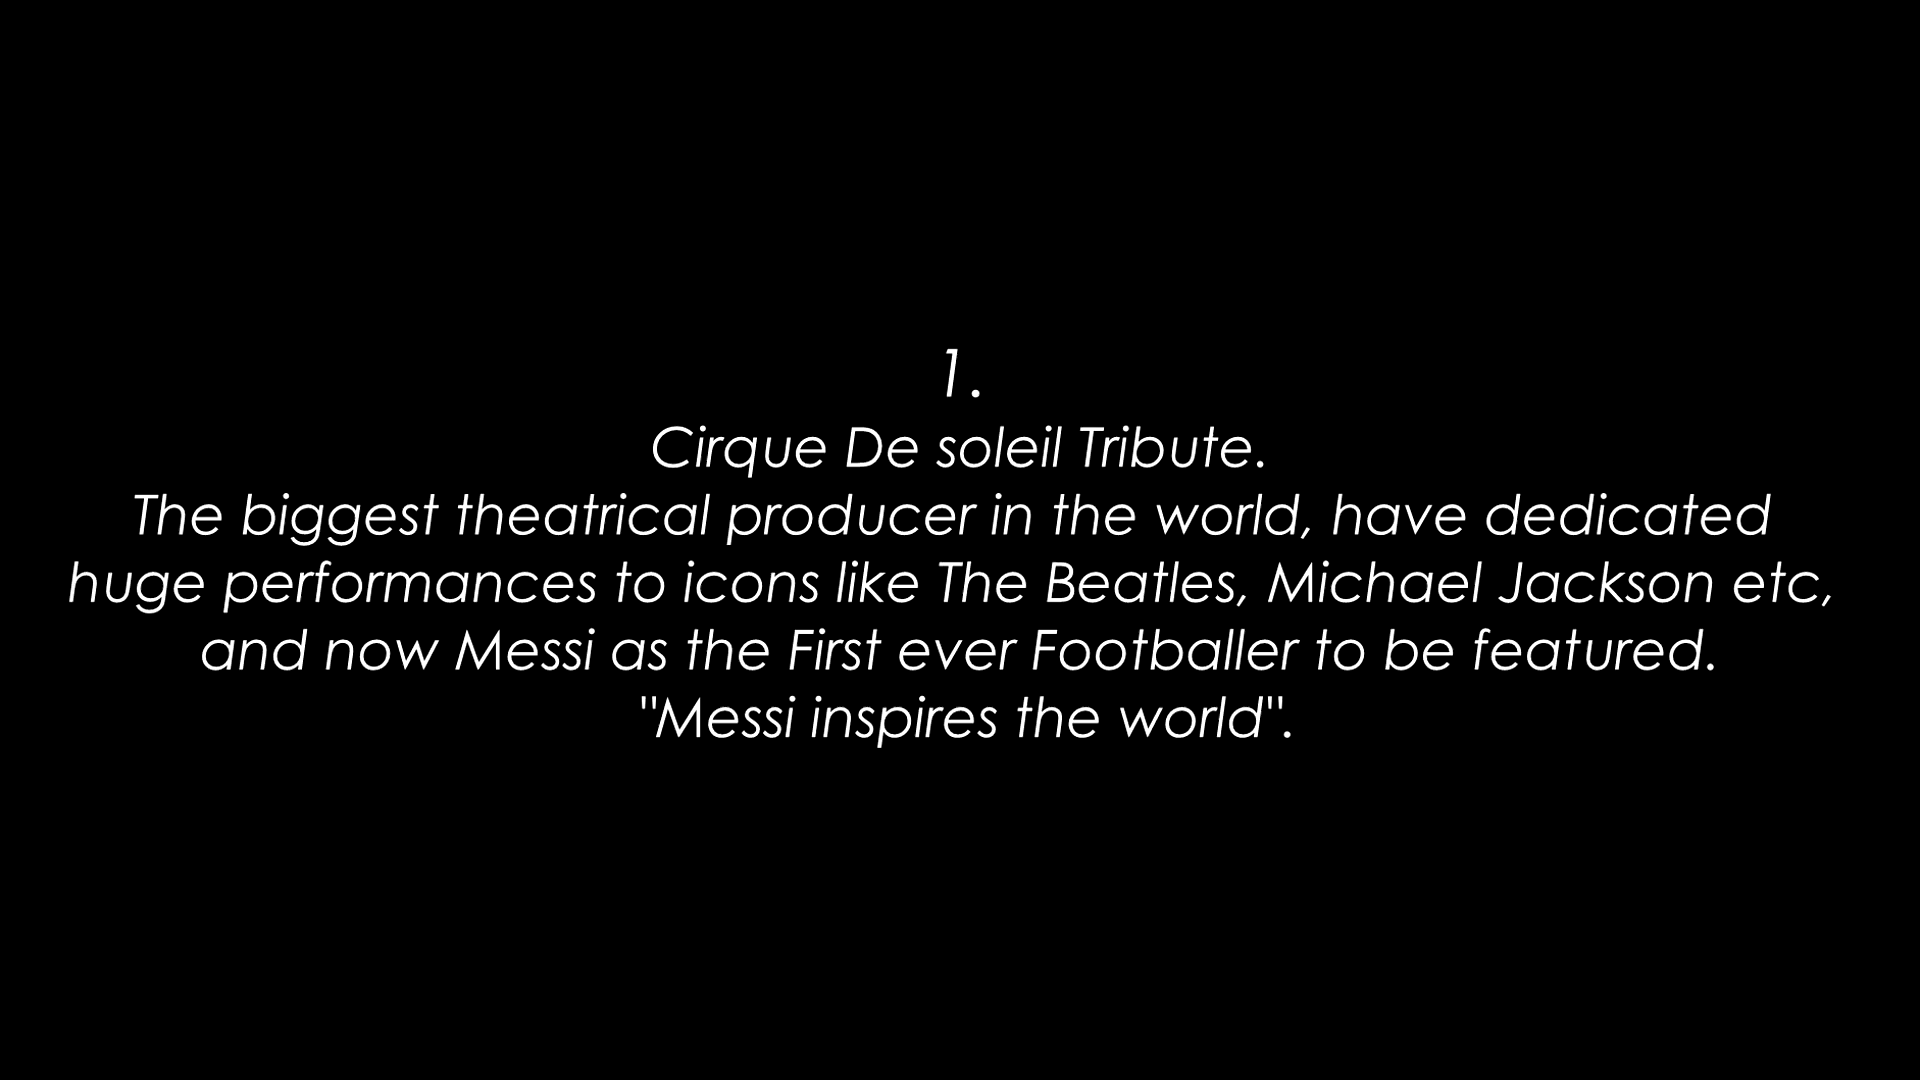 1.
Cirque De soleil Tribute.
The biggest theatrical producer in the world, have dedicated
huge performances to icons like The Beatles, Michael Jackson etc,
and now Messi as the First ever Footballer to be featured.
"Messi inspires the world".